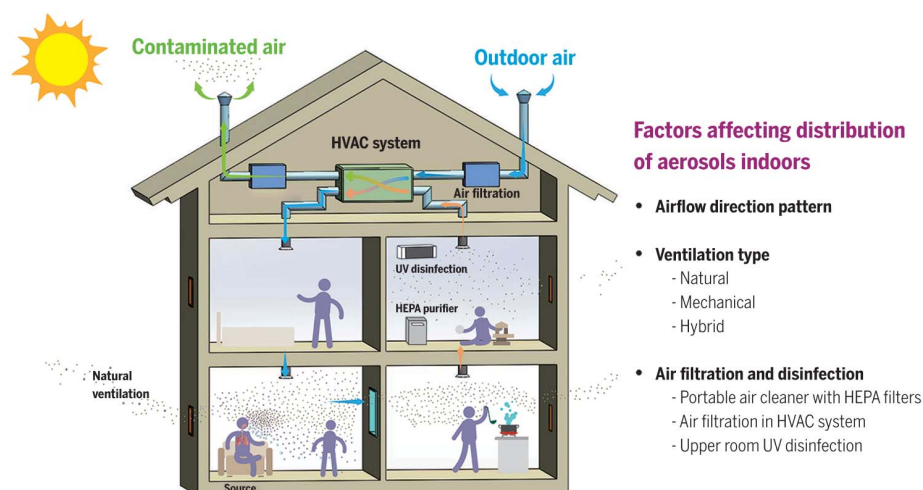 Contaminated air
Outdoor air
HVAC system
Air filtration
UV disinfection
HEPA purifier
Natural
ventilation
Source
Factors affecting distribution
of aerosols indoors
• Airflow direction pattern
• Ventilation type
- Natural
- Mechanical
- Hybrid
• Air filtration and disinfection
- Portable air cleaner with HEPA filters
- Air filtration in HVAC system
- Upper room UV disinfection